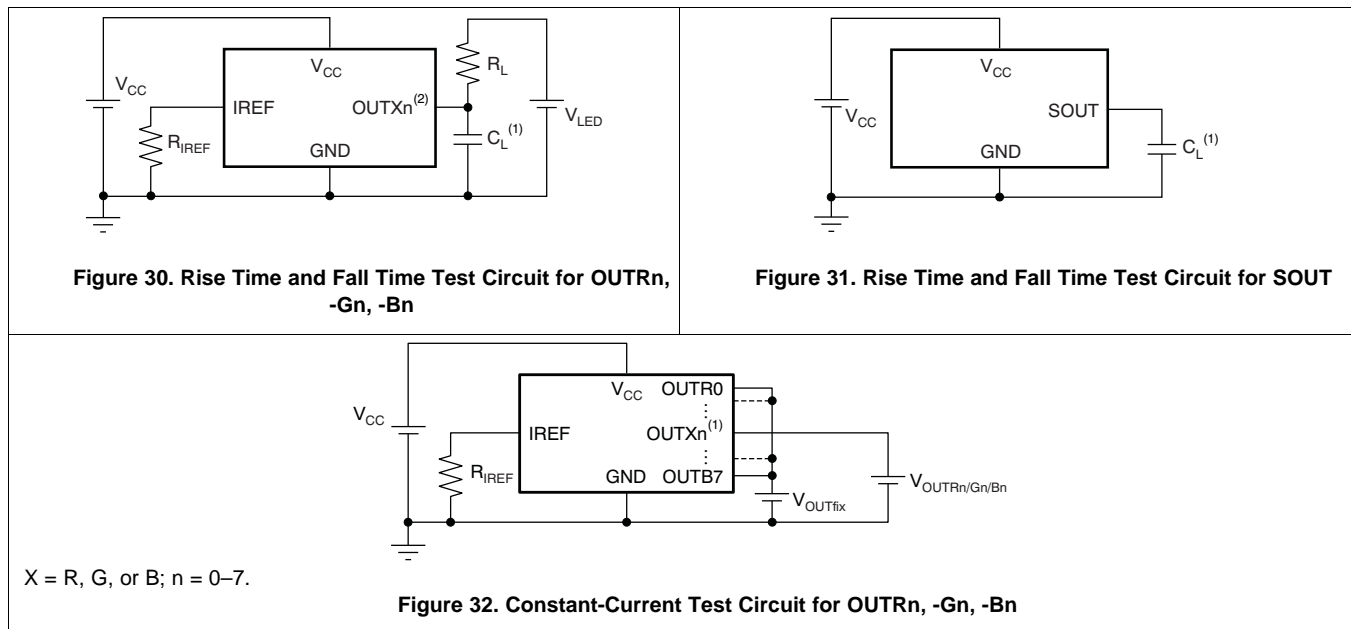 V_CC
V_CC
IREF
OUTXn^(2)
GND
R_IREF
R_L
C_L^(1)
V_LED
Figure 30. Rise Time and Fall Time Test Circuit for OUTRn,
-Gn, -Bn
V_CC
V_CC
SOUT
GND
C_L^(1)
Figure 31. Rise Time and Fall Time Test Circuit for SOUT
V_CC
V_CC
OUTR0
IREF
OUTXn^(1)
R_IREF
GND
OUTB7
V_OUTfix
V_OUTRn/Gn/Bn
X = R, G, or B; n = 0–7.
Figure 32. Constant-Current Test Circuit for OUTRn, -Gn, -Bn